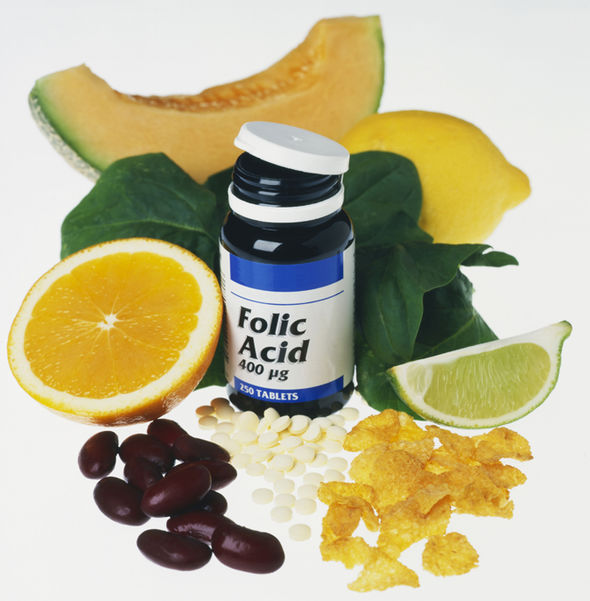 Folic
Acid
400 µg
250 TABLETS